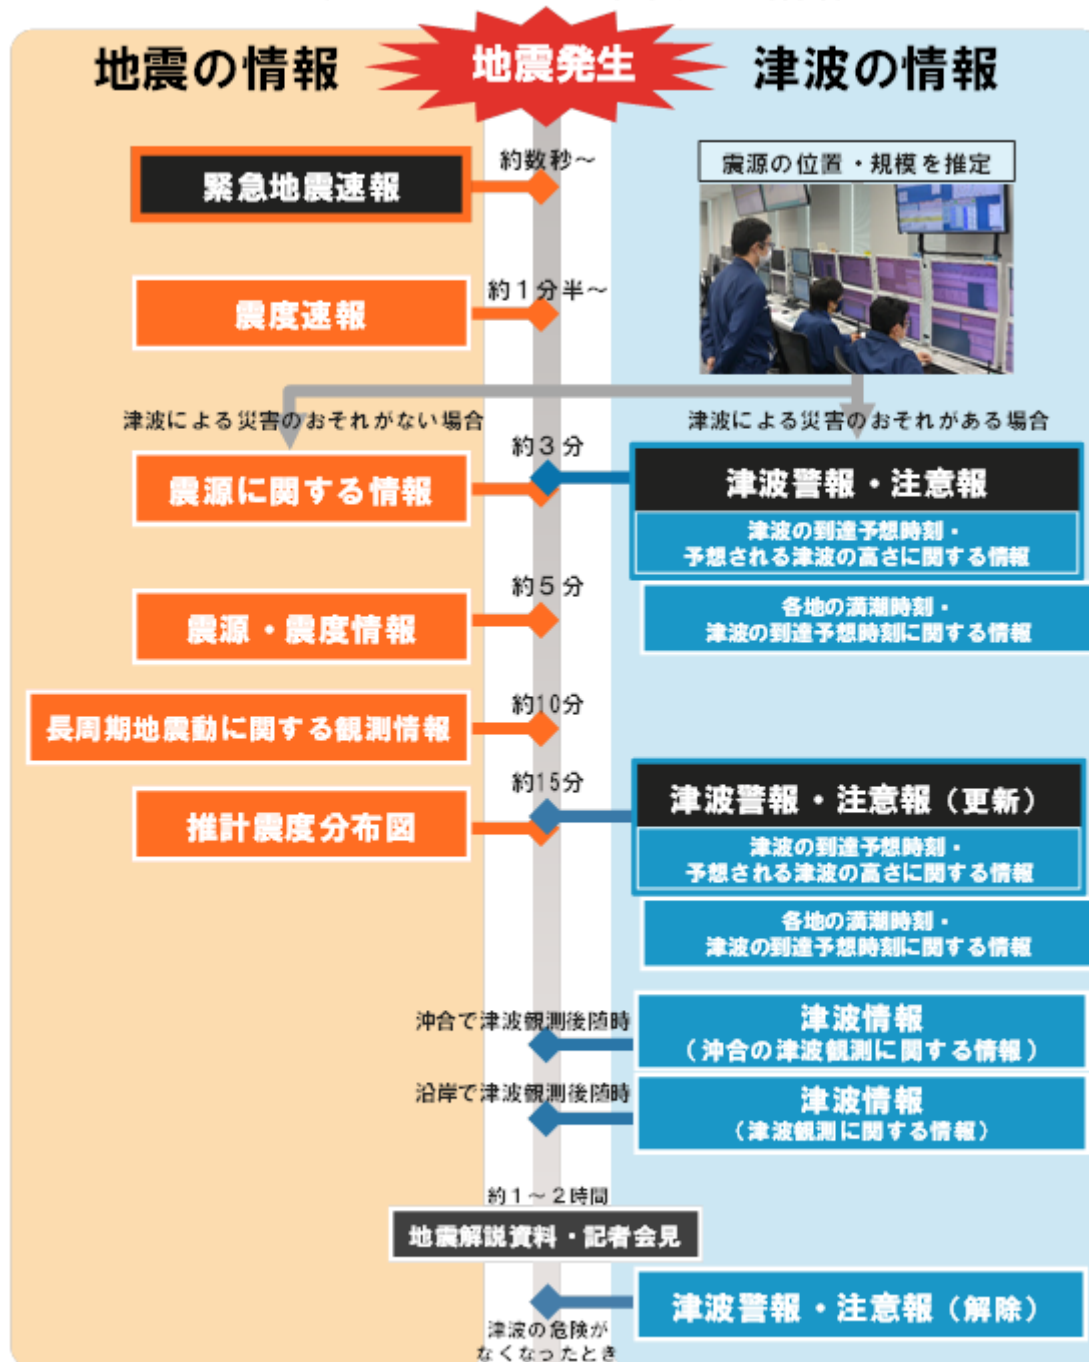 地震の情報
地震発生
津波の情報
約数秒～
緊急地震速報
震源の位置・規模を推定
約１分半～
震度速報
津波による災害のおそれがない場合
津波による災害のおそれがある場合
約３分
震源に関する情報
津波警報・注意報
津波の到達予想時刻・
予想される津波の高さに関する情報
約５分
震源・震度情報
各地の満潮時刻・
津波の到達予想時刻に関する情報
約10分
長周期地震動に関する観測情報
約15分
推計震度分布図
津波警報・注意報（更新）
津波の到達予想時刻・
予想される津波の高さに関する情報
各地の満潮時刻・
津波の到達予想時刻に関する情報
沖合で津波観測後随時
津波情報
（沖合の津波観測に関する情報）
沿岸で津波観測後随時
津波情報
（津波観測に関する情報）
約１～２時間
地震解説資料・記者会見
津波警報・注意報（解除）
津波の危険が
なくなったとき